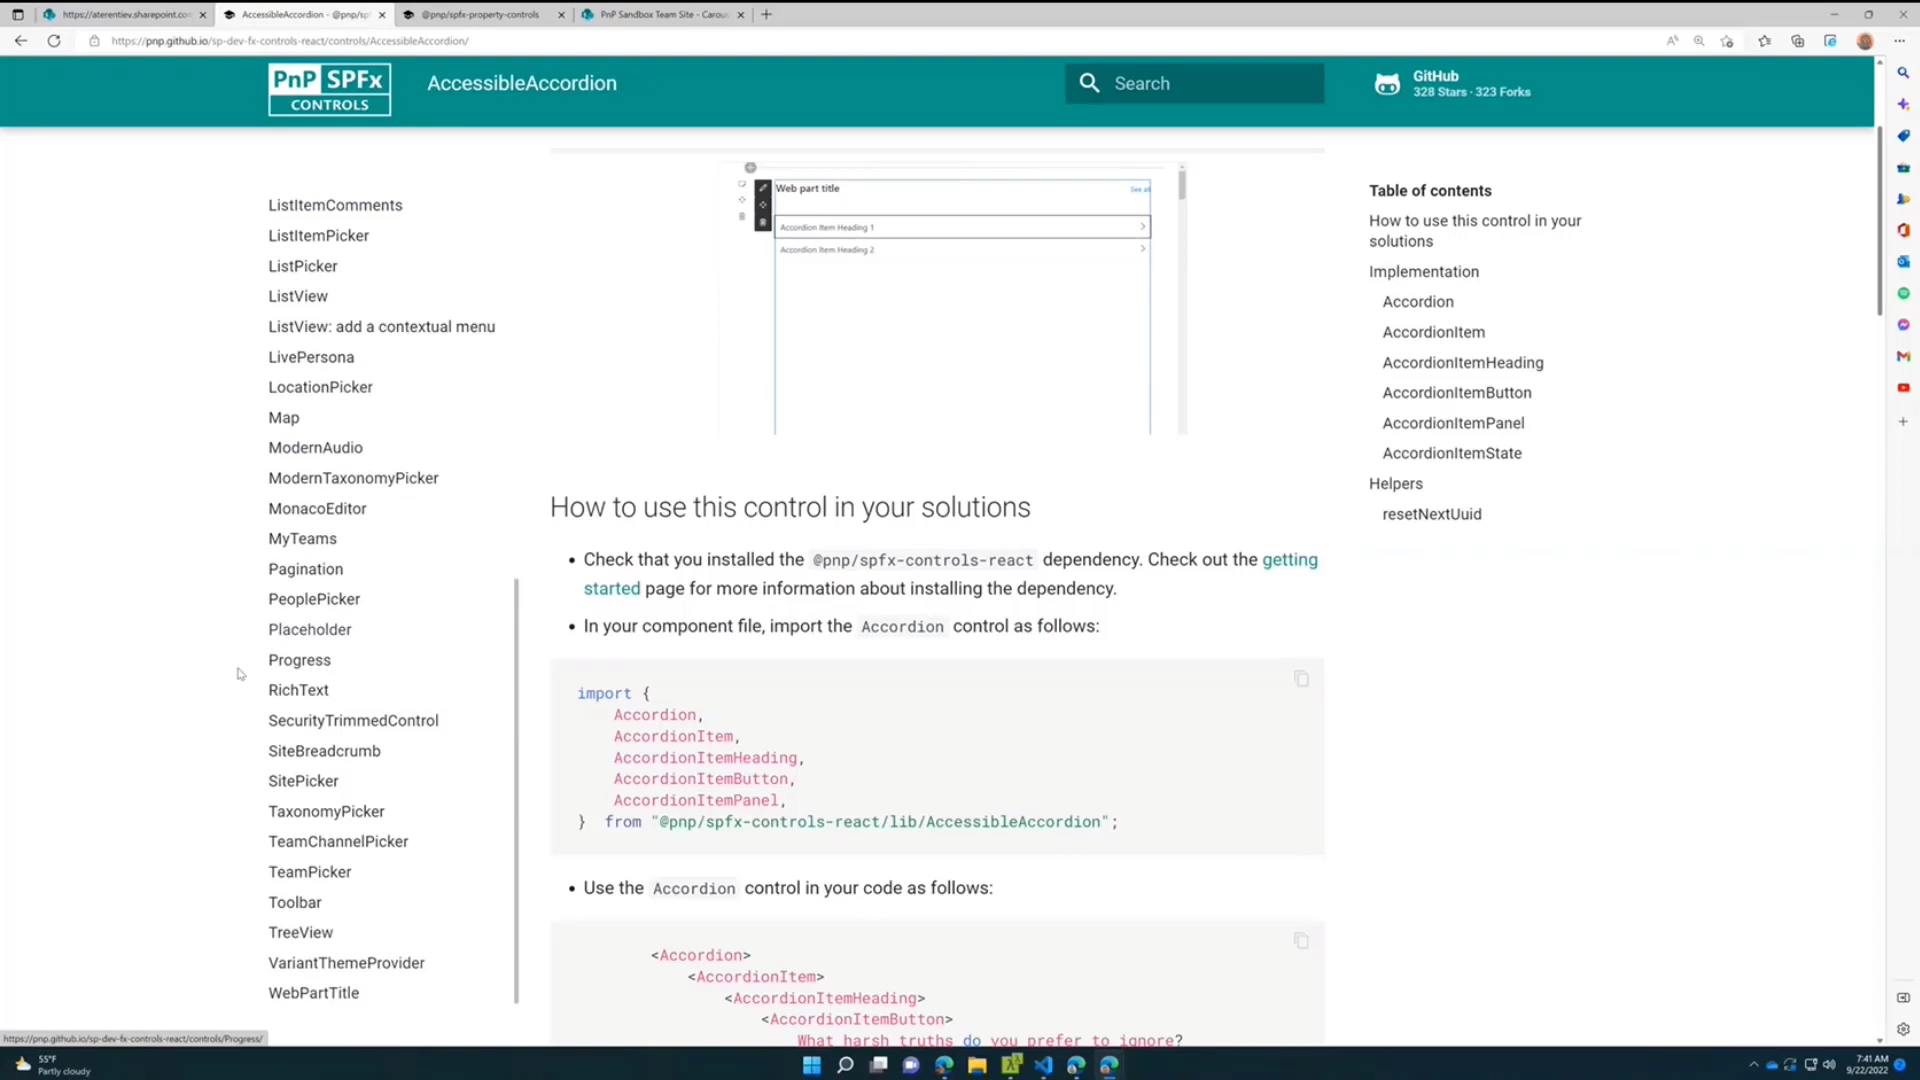 https://aterentiev.sharepoint.com
AccessibleAccordion - @pnp/sp
@pnp/spfx-property-controls
PnP Sandbox Team Site - Carou
https://pnp.github.io/sp-dev-fx-controls-react/controls/AccessibleAccordion/
PnP SPFx
CONTROLS
AccessibleAccordion
Search
GitHub
328 Stars · 323 Forks
ListItemComments
ListItemPicker
ListPicker
ListView
ListView: add a contextual menu
LivePersona
LocationPicker
Map
ModernAudio
ModernTaxonomyPicker
MonacoEditor
MyTeams
Pagination
PeoplePicker
Placeholder
Progress
RichText
SecurityTrimmedControl
SiteBreadcrumb
SitePicker
TaxonomyPicker
TeamChannelPicker
TeamPicker
Toolbar
TreeView
VariantThemeProvider
WebPartTitle
Web part title
See all
Accordion Item Heading 1
Accordion Item Heading 2
How to use this control in your solutions
• Check that you installed the @pnp/spfx-controls-react dependency. Check out the getting
started page for more information about installing the dependency.
• In your component file, import the Accordion control as follows:
import {
Accordion,
AccordionItem,
AccordionItemHeading,
AccordionItemButton,
AccordionItemPanel,
} from "@pnp/spfx-controls-react/lib/AccessibleAccordion";
• Use the Accordion control in your code as follows:
<Accordion>
<AccordionItem>
<AccordionItemHeading>
<AccordionItemButton>
What harsh truths do you prefer to ignore?
Table of contents
How to use this control in your
solutions
Implementation
Accordion
AccordionItem
AccordionItemHeading
AccordionItemButton
AccordionItemPanel
AccordionItemState
Helpers
resetNextUuid
https://pnp.github.io/sp-dev-fx-controls-react/controls/Progress/
55°F
Partly cloudy
7:41 AM
9/22/2022